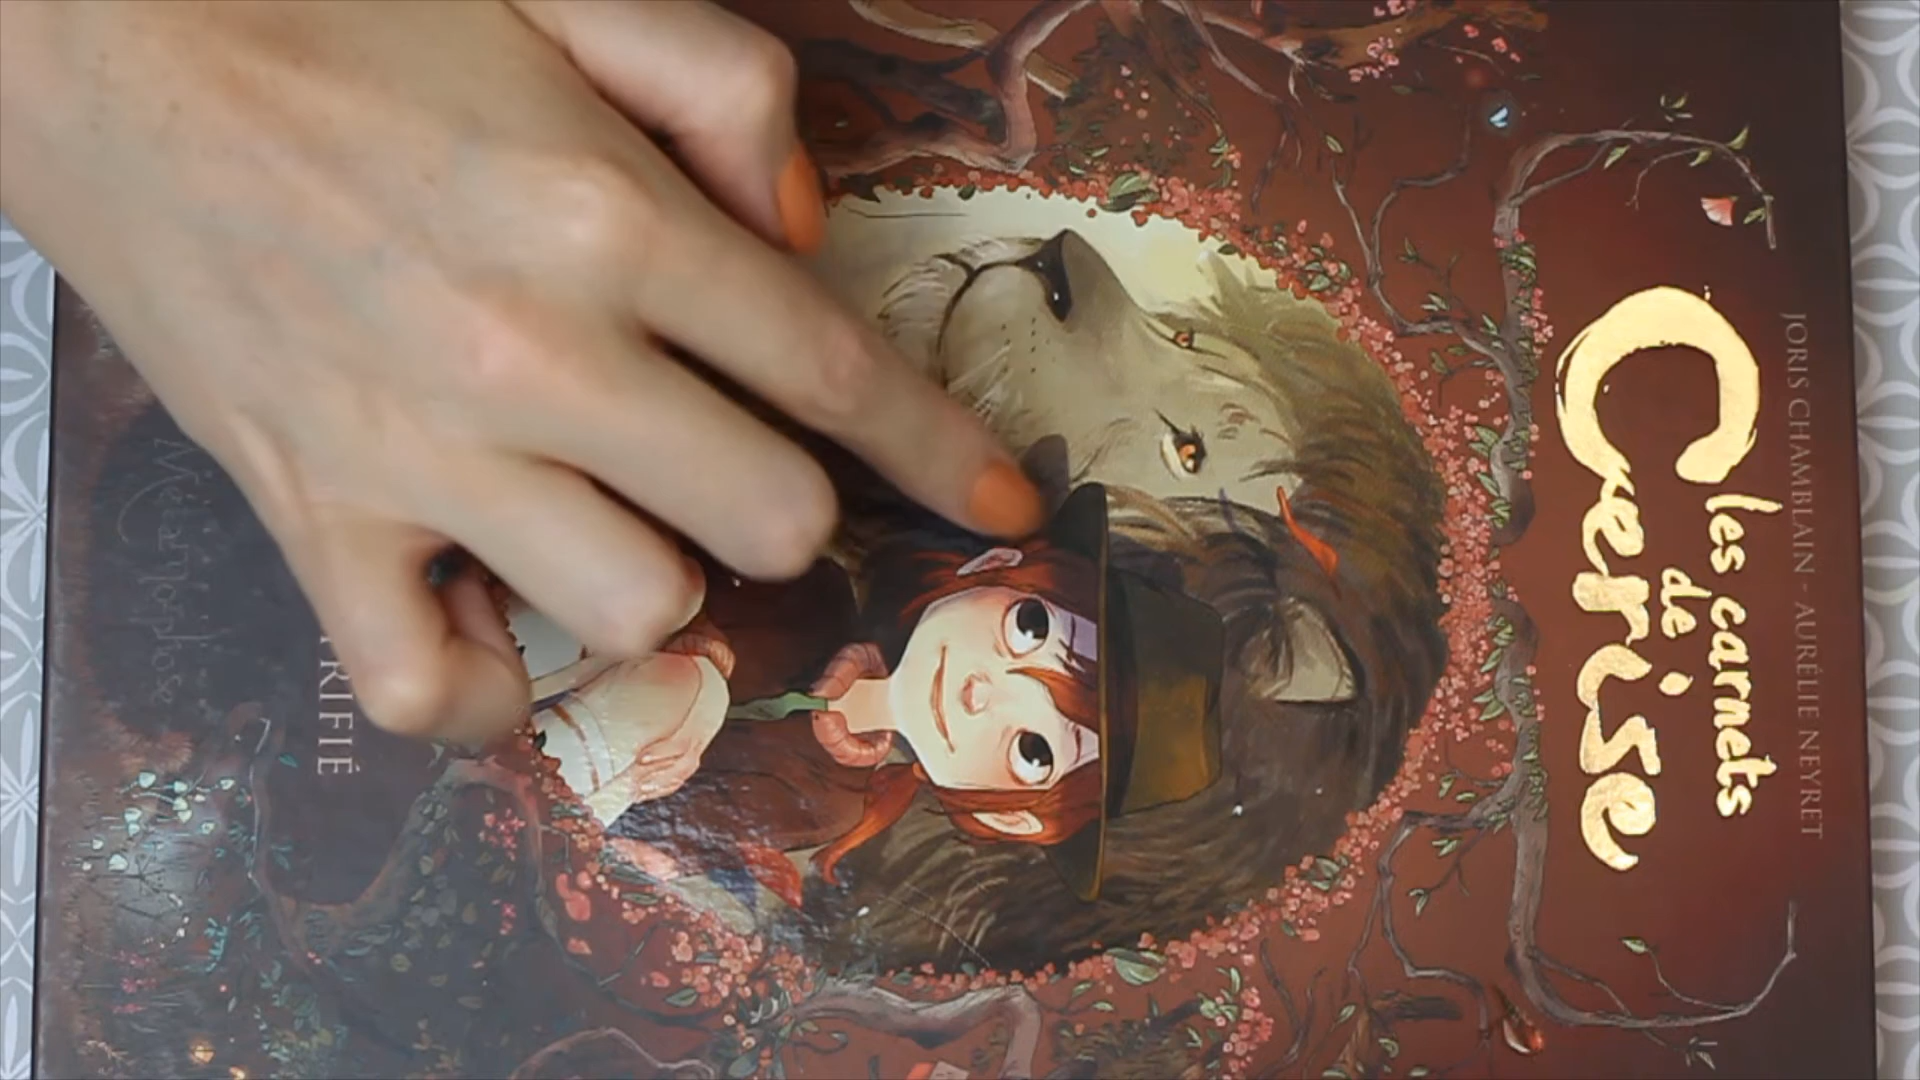 JORIS CHAMBLAIN - AURÉLIE NEYRET
les carnets
de
Cerise
RIFIÉ
Métamorphose